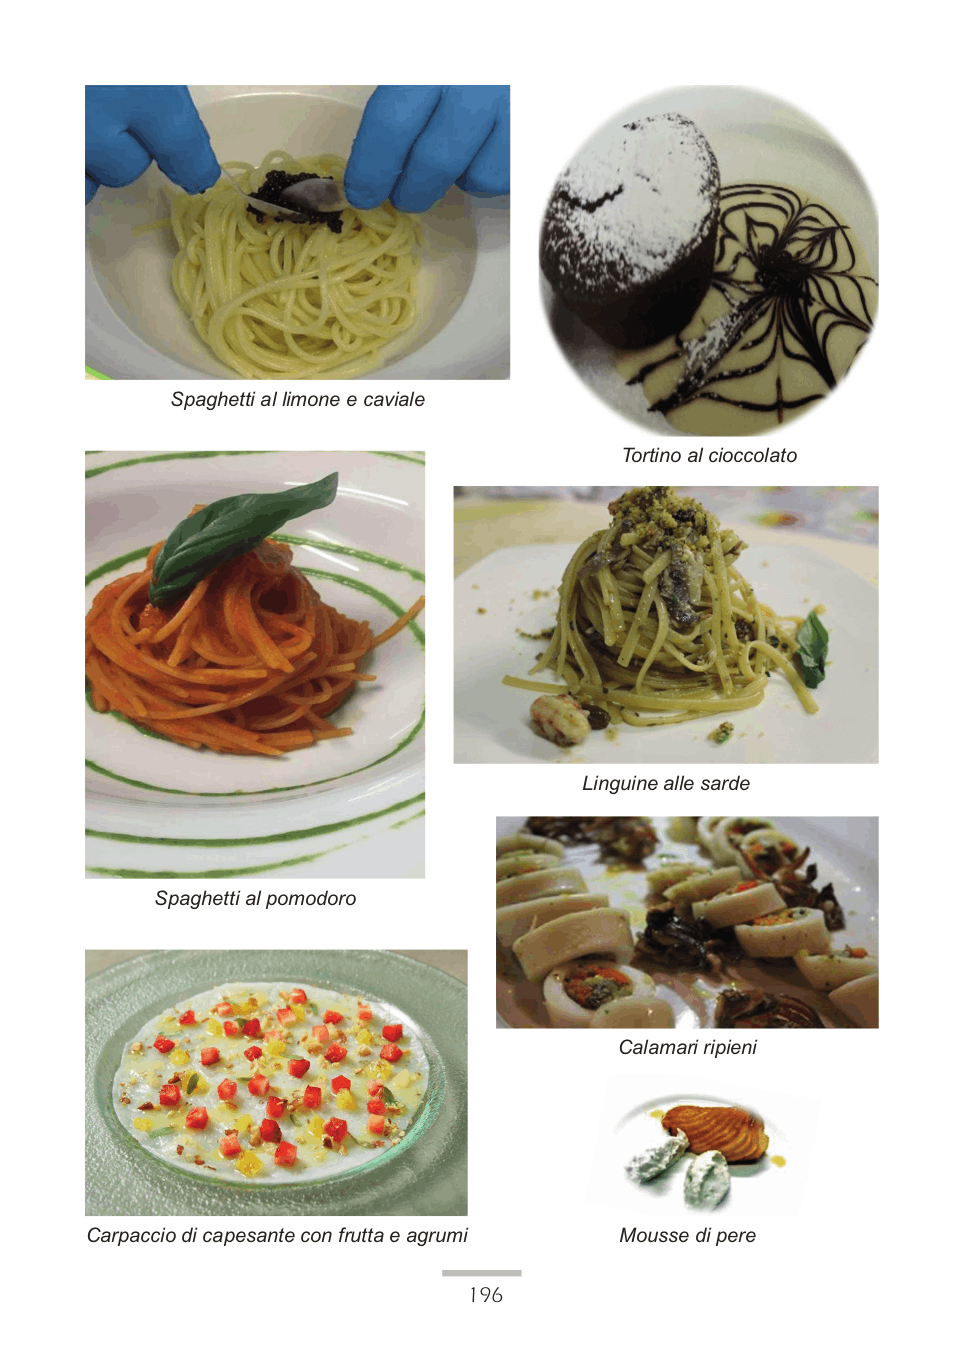 Spaghetti al limone e caviale
Tortino al cioccolato
Linguine alle sarde
Spaghetti al pomodoro
Calamari ripieni
Carpaccio di capesante con frutta e agrumi
Mousse di pere
196